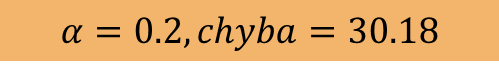 α = 0.2, chyba = 30.18